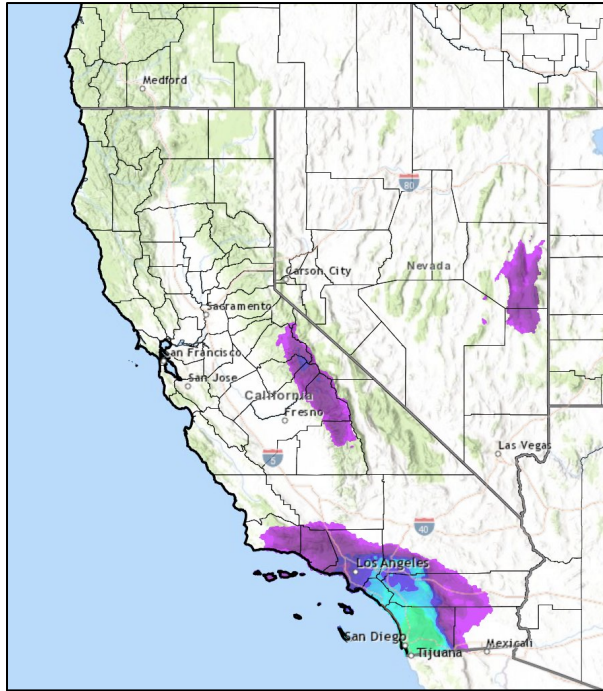 Medford
80
Carson City
Nevada
Sacramento
San Francisco
San Jose
California
Fresno
Las Vegas
5
40
Los Angeles
San Diego
Mexicali
Tijuana